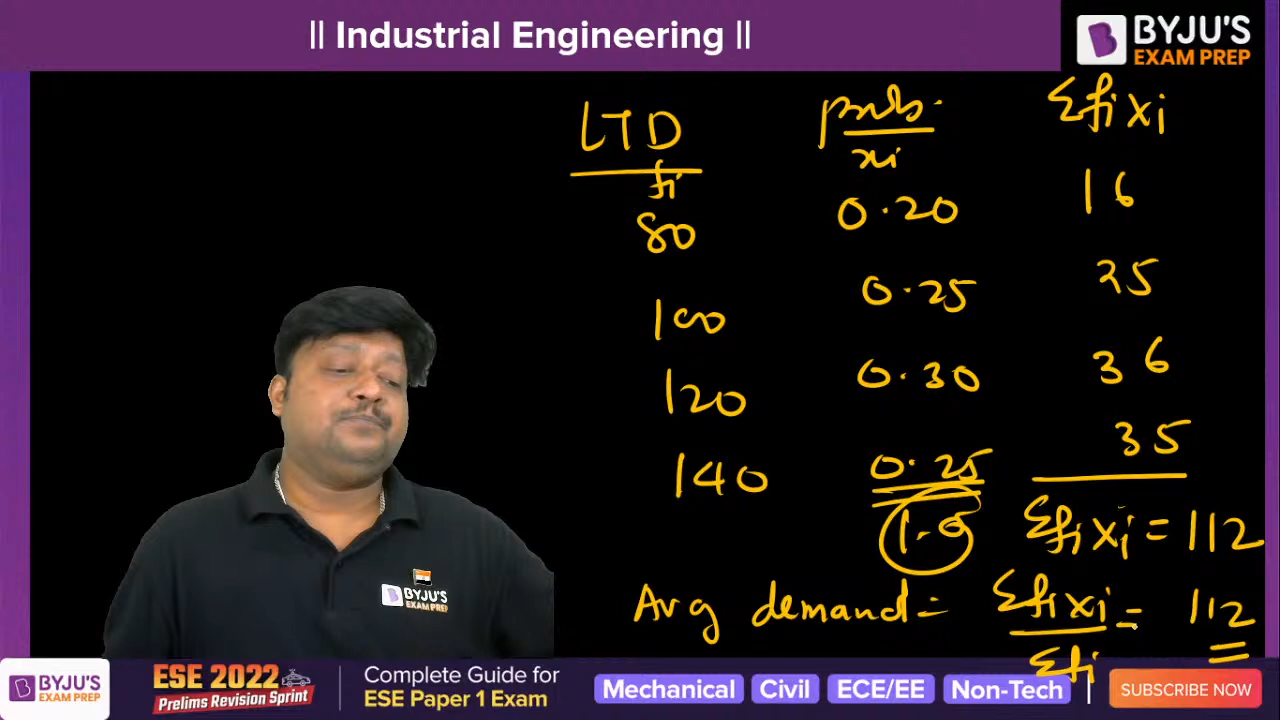 || Industrial Engineering ||
BYJU'S
EXAM PREP
LTD prob. Σfixi
fi xi
80 0.20 16
100 0.25 25
120 0.30 36
140 0.25 35
1.0 Σfixi = 112
Avg demand = Σfixi = 112
Σfi
BYJU'S
EXAM PREP
BYJU'S
EXAM PREP
ESE 2022
Prelims Revision Sprint
Complete Guide for
ESE Paper 1 Exam
Mechanical Civil ECE/EE Non-Tech
SUBSCRIBE NOW